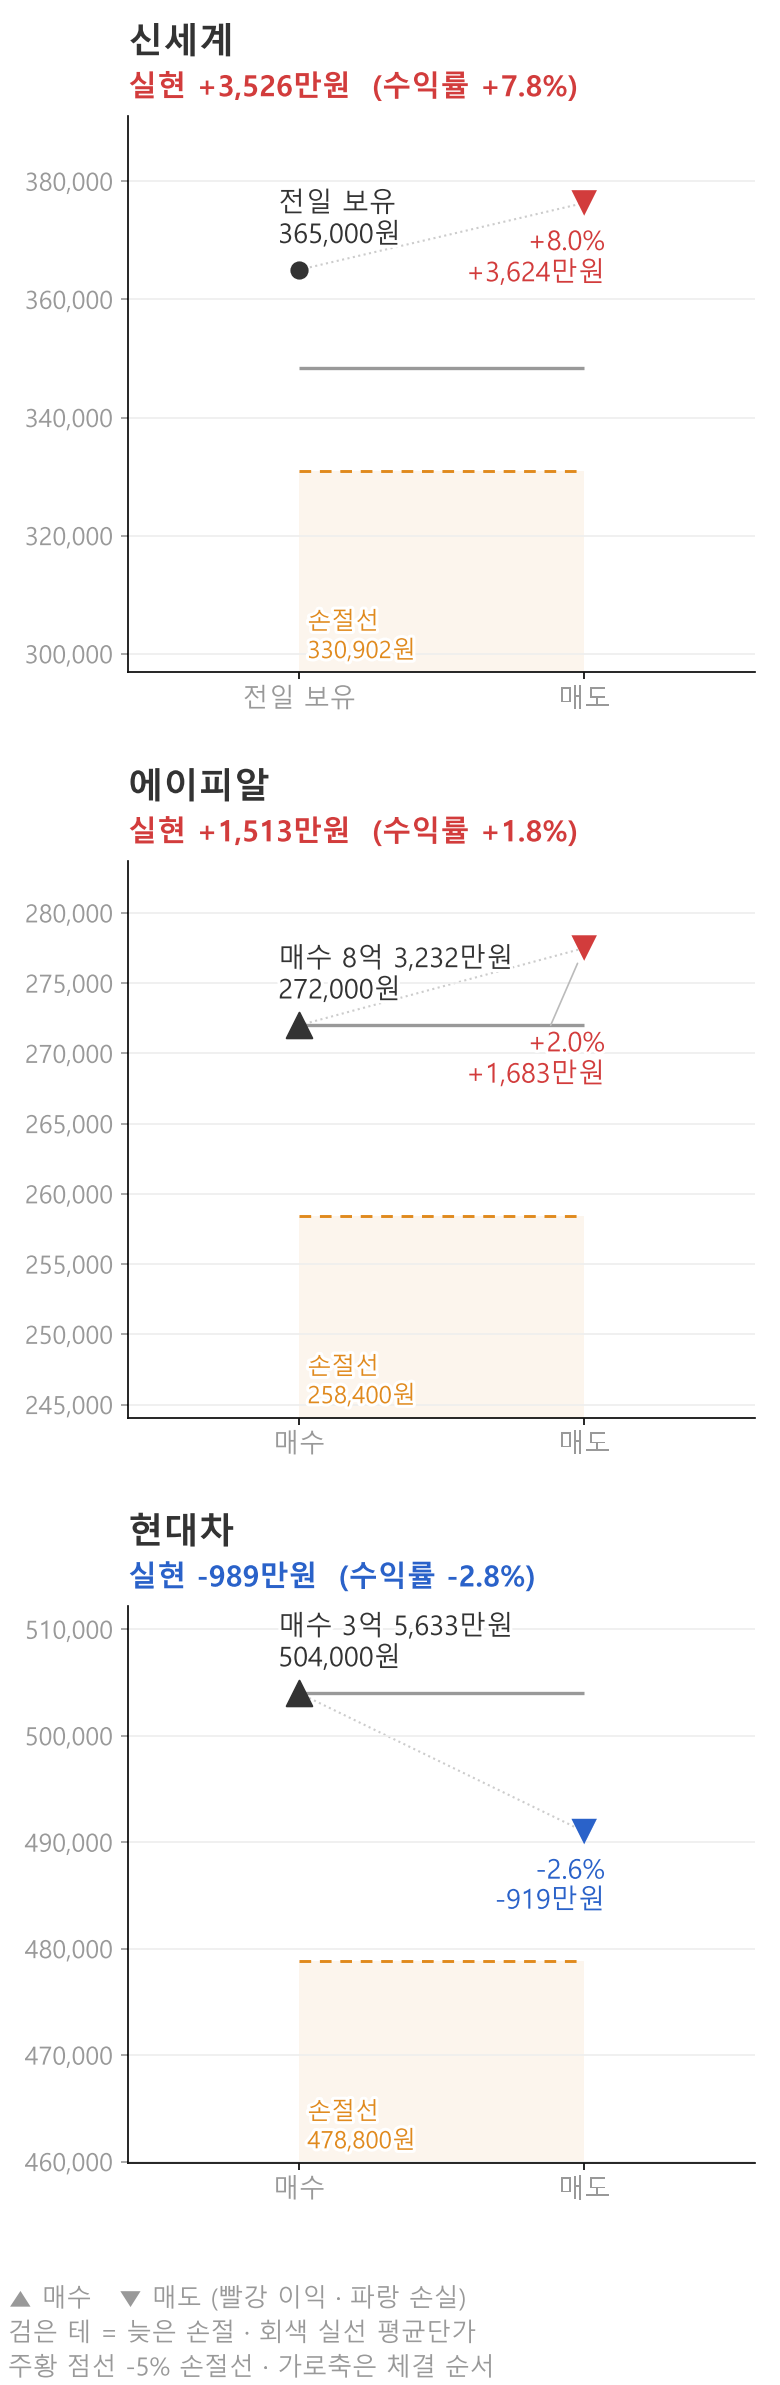 신세계
실현 +3,526만원 (수익률 +7.8%)
380,000
360,000
340,000
320,000
300,000
전일 보유
365,000원
+8.0%
+3,624만원
손절선
330,902원
전일 보유
매도
에이피알
실현 +1,513만원 (수익률 +1.8%)
280,000
275,000
270,000
265,000
260,000
255,000
250,000
245,000
매수 8억 3,232만원
272,000원
+2.0%
+1,683만원
손절선
258,400원
매수
매도
현대차
실현 -989만원 (수익률 -2.8%)
510,000
500,000
490,000
480,000
470,000
460,000
매수 3억 5,633만원
504,000원
-2.6%
-919만원
손절선
478,800원
매수
매도
▲ 매수 ▼ 매도 (빨강 이익 · 파랑 손실)
검은 테 = 늦은 손절 · 회색 실선 평균단가
주황 점선 -5% 손절선 · 가로축은 체결 순서